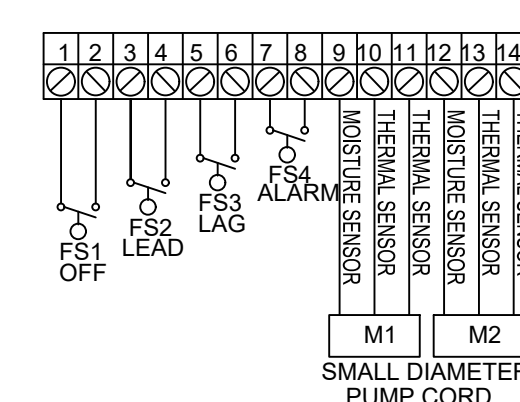 1 2 3 4 5 6 7 8 9 10 11 12 13 14
MOISTURE SENSOR
THERMAL SENSOR
THERMAL SENSOR
MOISTURE SENSOR
THERMAL SENSOR
FS1
OFF
FS2
LEAD
FS3
LAG
FS4
ALARM
M1
M2
SMALL DIAMETER
PUMP CORD